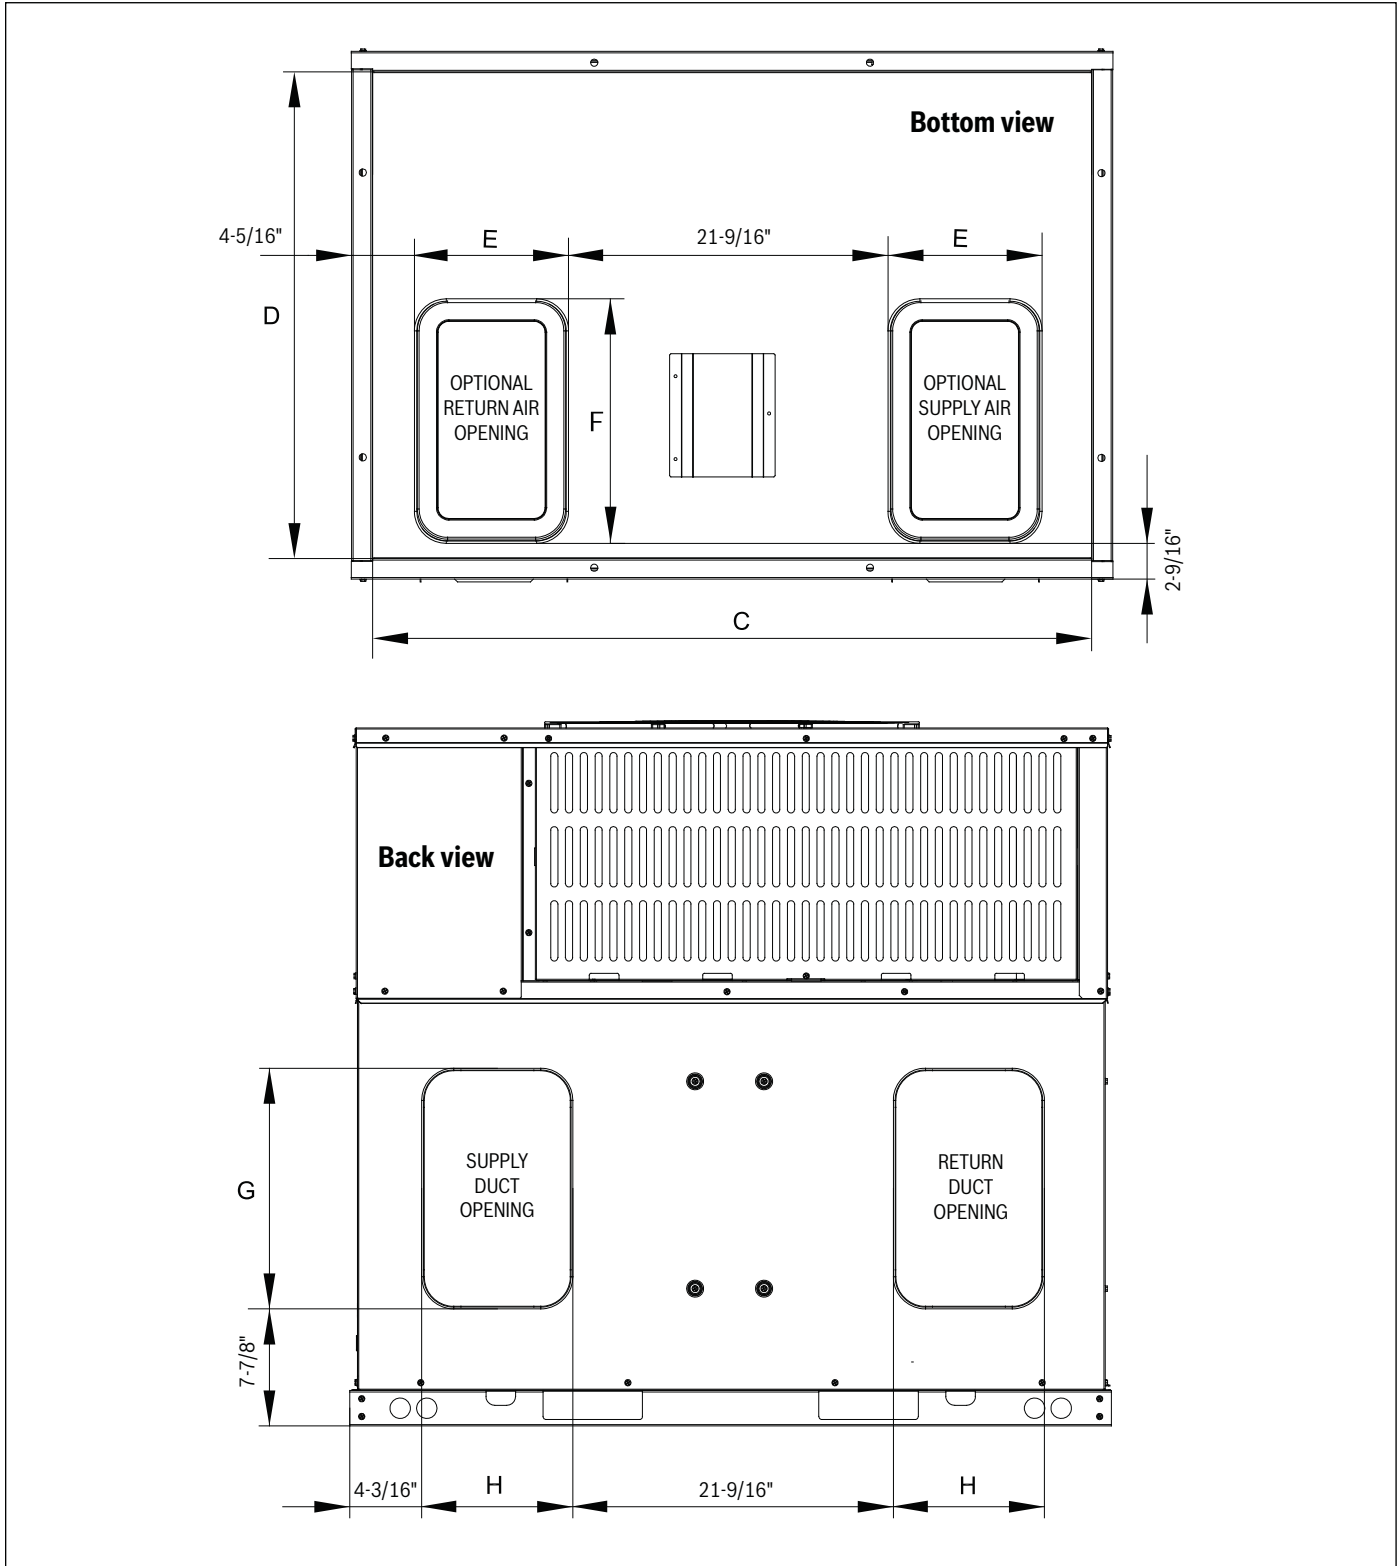 Bottom view
4-5/16"
E
21-9/16"
E
D
OPTIONAL
RETURN AIR
OPENING
F
OPTIONAL
SUPPLY AIR
OPENING
2-9/16"
C
Back view
G
SUPPLY
DUCT
OPENING
RETURN
DUCT
OPENING
7-7/8"
4-3/16"
H
21-9/16"
H